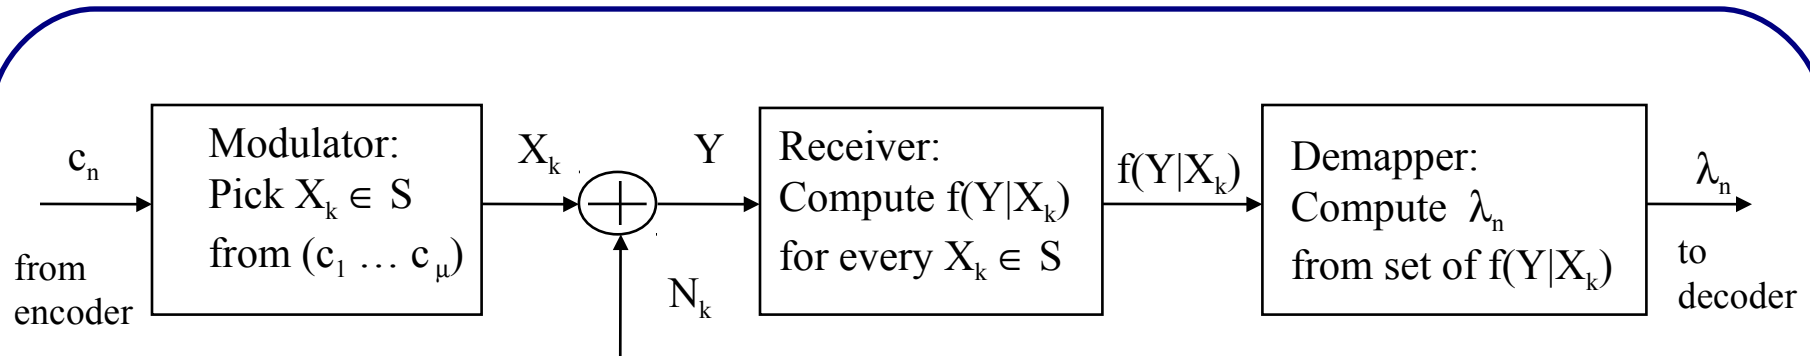 c_n
from
encoder
Modulator:
Pick X_k ∈ S
from (c_1 … c_μ)
X_k
N_k
Y
Receiver:
Compute f(Y|X_k)
for every X_k ∈ S
f(Y|X_k)
Demapper:
Compute λ_n
from set of f(Y|X_k)
λ_n
to
decoder